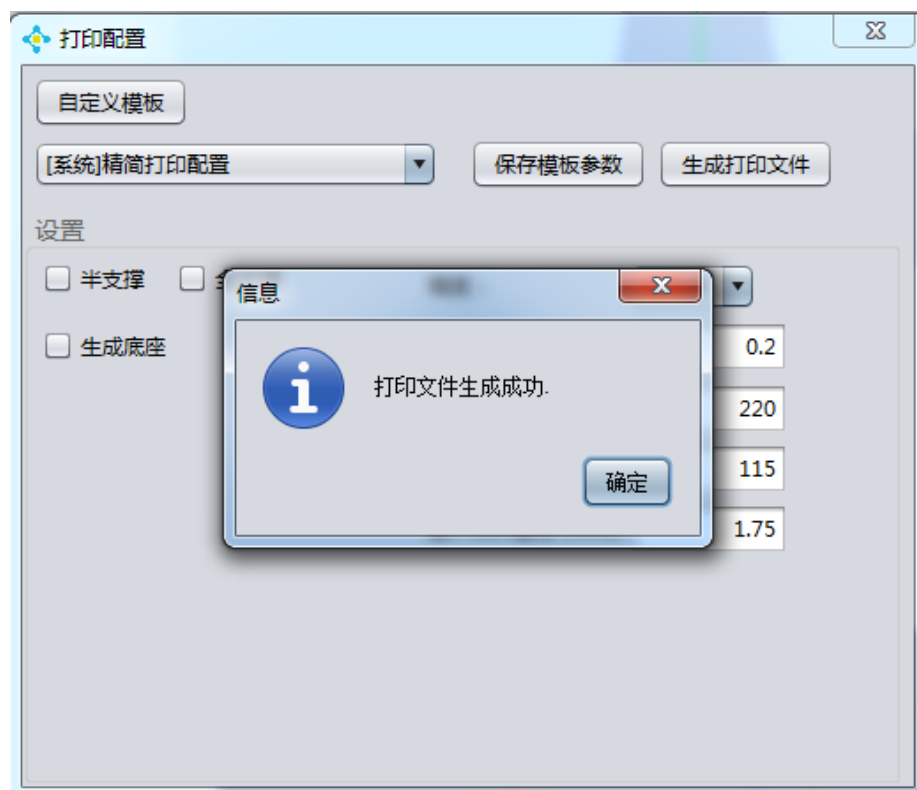 打印配置
自定义模板
[系统]精简打印配置
保存模板参数
生成打印文件
设置
半支撑
生成底座
0.2
220
115
1.75
信息
打印文件生成成功.
确定